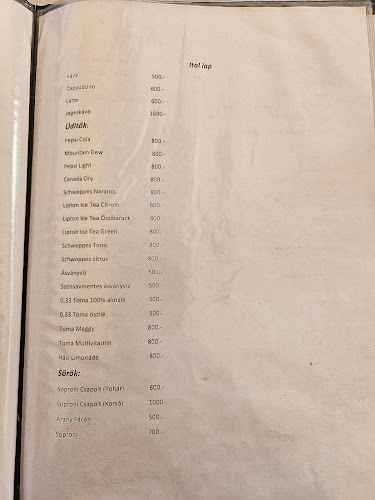 Ital lap
Kávé 500.-
Cappuccino 600.-
Latte 600.-
Jegeskávé: 1600.-
Üdítők:
Pepsi Cola 800.-
Mountain Dew 800.-
Pepsi Light 800.-
Canada Dry 800.-
Schweppes Narancs 800.-
Lipton Ice Tea Citrom 800.-
Lipton Ice Tea Őszibarack 800.-
Lipton Ice Tea Green 800.-
Schweppes Tonic 800.-
Schweppes citrus 800.-
Ásványvíz 500.-
Szénsavmentes ásványvíz 500.-
0,33 Toma 100% almalé 500.-
0,33 Toma őszilé 500.-
Toma Meggy 800.-
Toma Multivitamin 800.-
Házi Limonádé 800.-
Sörök:
Soproni Csapolt (Pohár) 600.-
Soproni Csapolt (Korsó) 1000.-
Arany Fácán 500.-
Soproni 700.-